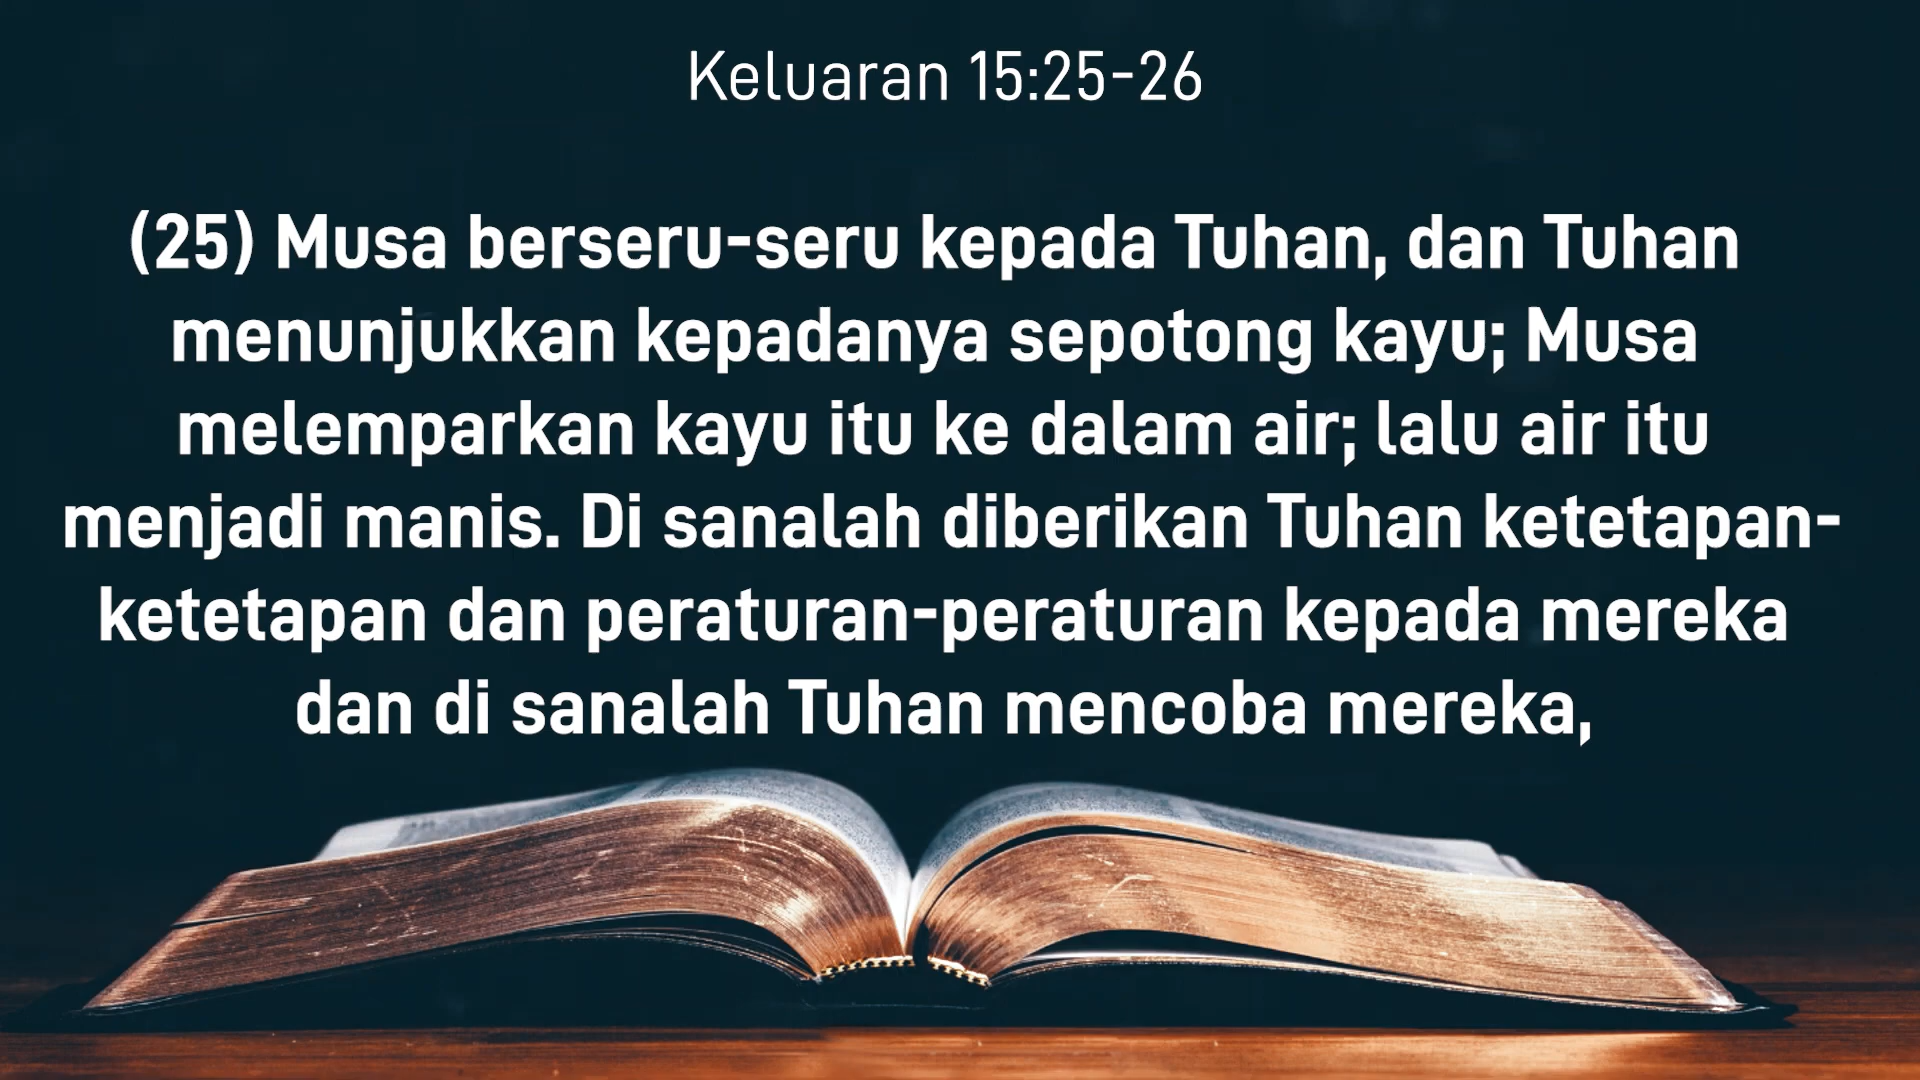 Keluaran 15:25-26
(25) Musa berseru-seru kepada Tuhan, dan Tuhan
menunjukkan kepadanya sepotong kayu; Musa
melemparkan kayu itu ke dalam air; lalu air itu
menjadi manis. Di sanalah diberikan Tuhan ketetapan-
ketetapan dan peraturan-peraturan kepada mereka
dan di sanalah Tuhan mencoba mereka,